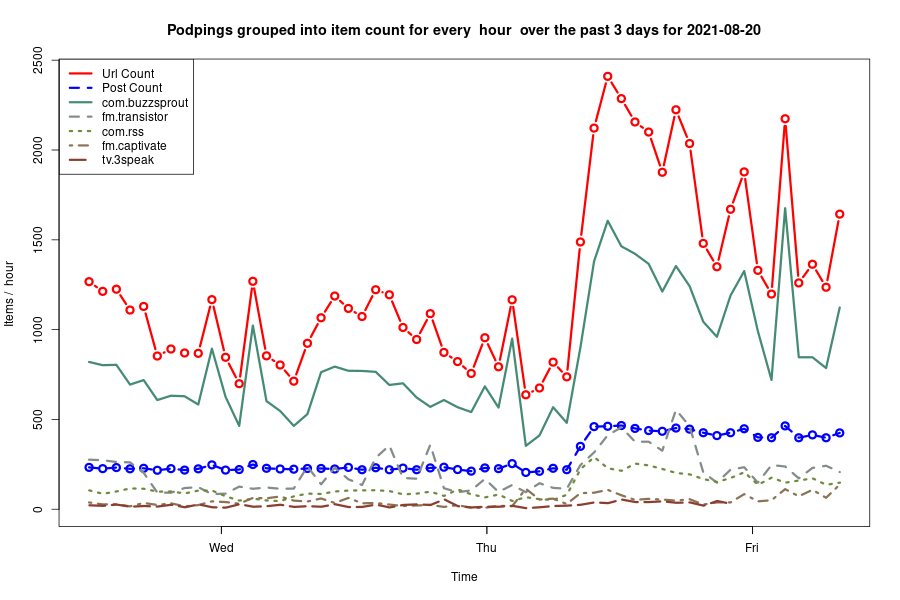 Podpings grouped into item count for every  hour  over the past 3 days for 2021-08-20
Url Count
Post Count
com.buzzsprout
fm.transistor
com.rss
fm.captivate
tv.3speak
Items /  hour
2500
2000
1500
1000
500
0
Wed
Thu
Fri
Time